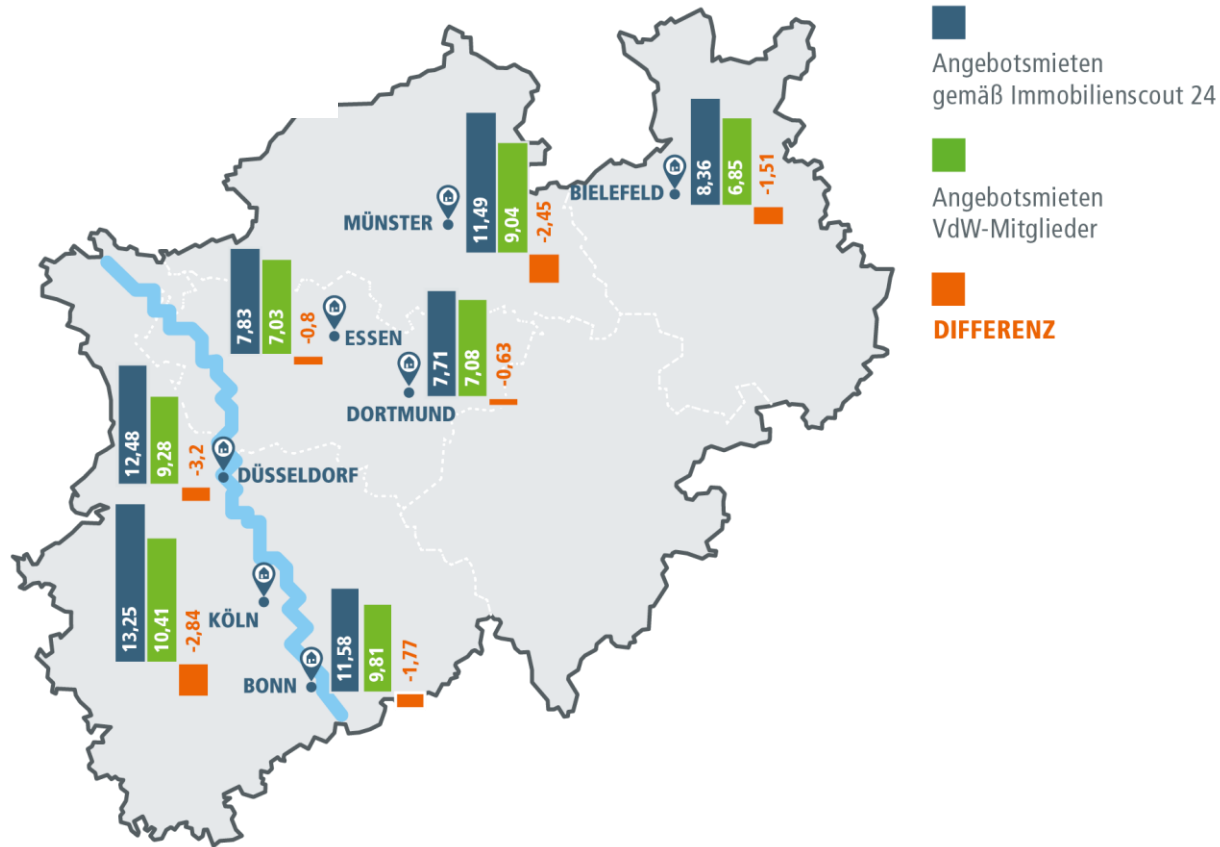 Angebotsmieten
gemäß Immobilienscout 24
Angebotsmieten
VdW-Mitglieder
DIFFERENZ
BIELEFELD
8,36
6,85
-1,51
MÜNSTER
11,49
9,04
-2,45
7,83
7,03
-0,8
ESSEN
DORTMUND
7,71
7,08
-0,63
12,48
9,28
-3,2
DÜSSELDORF
13,25
10,41
-2,84
KÖLN
BONN
11,58
9,81
-1,77